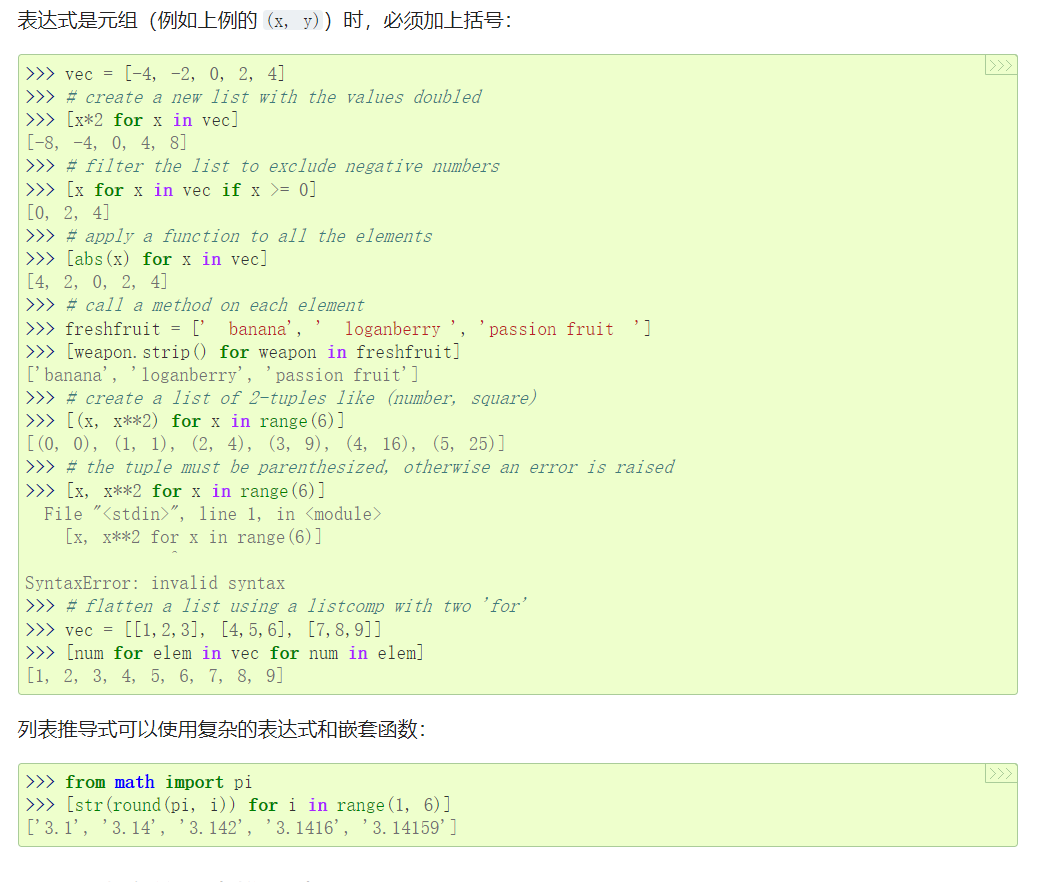 表达式是元组（例如上例的 (x, y)）时，必须加上括号：
>>>
>>> vec = [-4, -2, 0, 2, 4]
>>> # create a new list with the values doubled
>>> [x*2 for x in vec]
[-8, -4, 0, 4, 8]
>>> # filter the list to exclude negative numbers
>>> [x for x in vec if x >= 0]
[0, 2, 4]
>>> # apply a function to all the elements
>>> [abs(x) for x in vec]
[4, 2, 0, 2, 4]
>>> # call a method on each element
>>> freshfruit = ['  banana', '  loganberry ', 'passion fruit  ']
>>> [weapon.strip() for weapon in freshfruit]
['banana', 'loganberry', 'passion fruit']
>>> # create a list of 2-tuples like (number, square)
>>> [(x, x**2) for x in range(6)]
[(0, 0), (1, 1), (2, 4), (3, 9), (4, 16), (5, 25)]
>>> # the tuple must be parenthesized, otherwise an error is raised
>>> [x, x**2 for x in range(6)]
  File "<stdin>", line 1, in <module>
    [x, x**2 for x in range(6)]
               ^
SyntaxError: invalid syntax
>>> # flatten a list using a listcomp with two 'for'
>>> vec = [[1,2,3], [4,5,6], [7,8,9]]
>>> [num for elem in vec for num in elem]
[1, 2, 3, 4, 5, 6, 7, 8, 9]
列表推导式可以使用复杂的表达式和嵌套函数：
>>>
>>> from math import pi
>>> [str(round(pi, i)) for i in range(1, 6)]
['3.1', '3.14', '3.142', '3.1416', '3.14159']